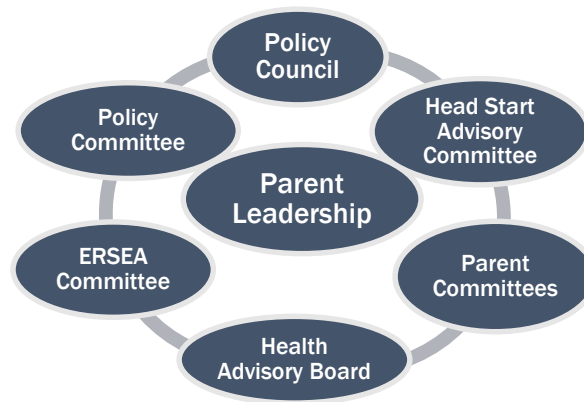 Policy
Council
Head Start
Advisory
Committee
Policy
Committee
Parent
Leadership
ERSEA
Committee
Parent
Committees
Health
Advisory Board